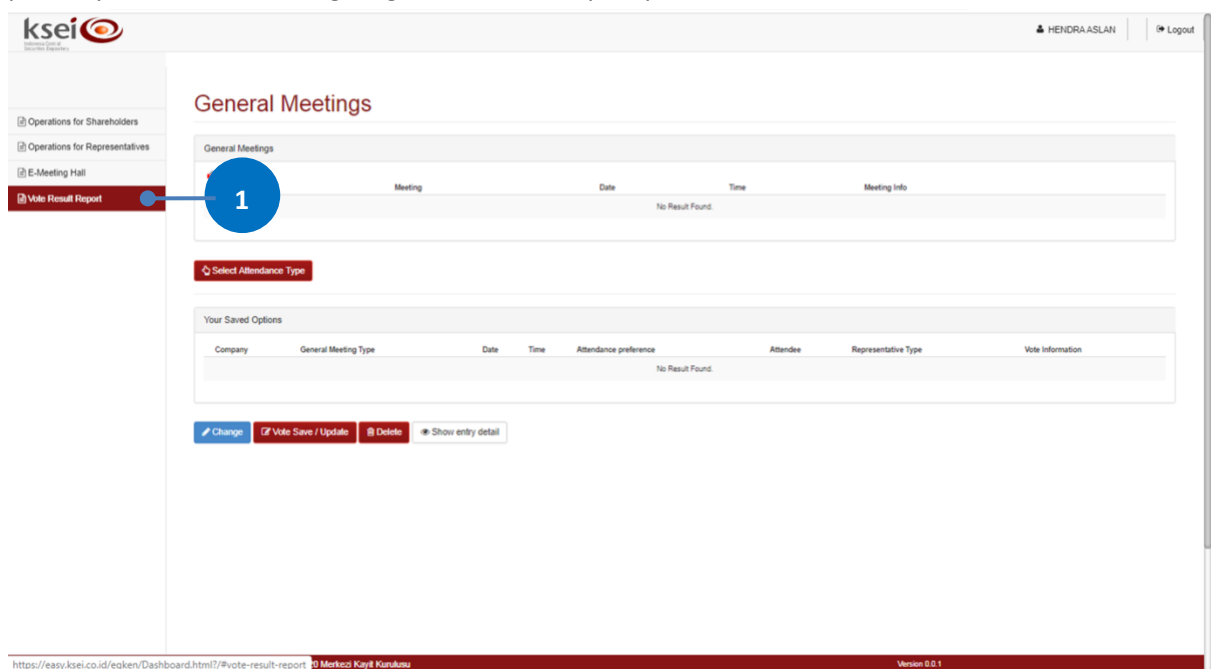 ksei
HENDRA ASLAN
Logout
General Meetings
Operations for Shareholders
Operations for Representatives
E-Meeting Hall
Vote Result Report
1
General Meetings
Meeting Date Time Meeting Info
No Result Found.
Select Attendance Type
Your Saved Options
Company General Meeting Type Date Time Attendance preference Attendee Representative Type Vote Information
No Result Found.
Change Vote Save / Update Delete Show entry detail
https://easy.ksei.co.id/egken/Dashboard.html?/#vote-result-report
Merkezi Kayit Kurulusu
Version 0.0.1